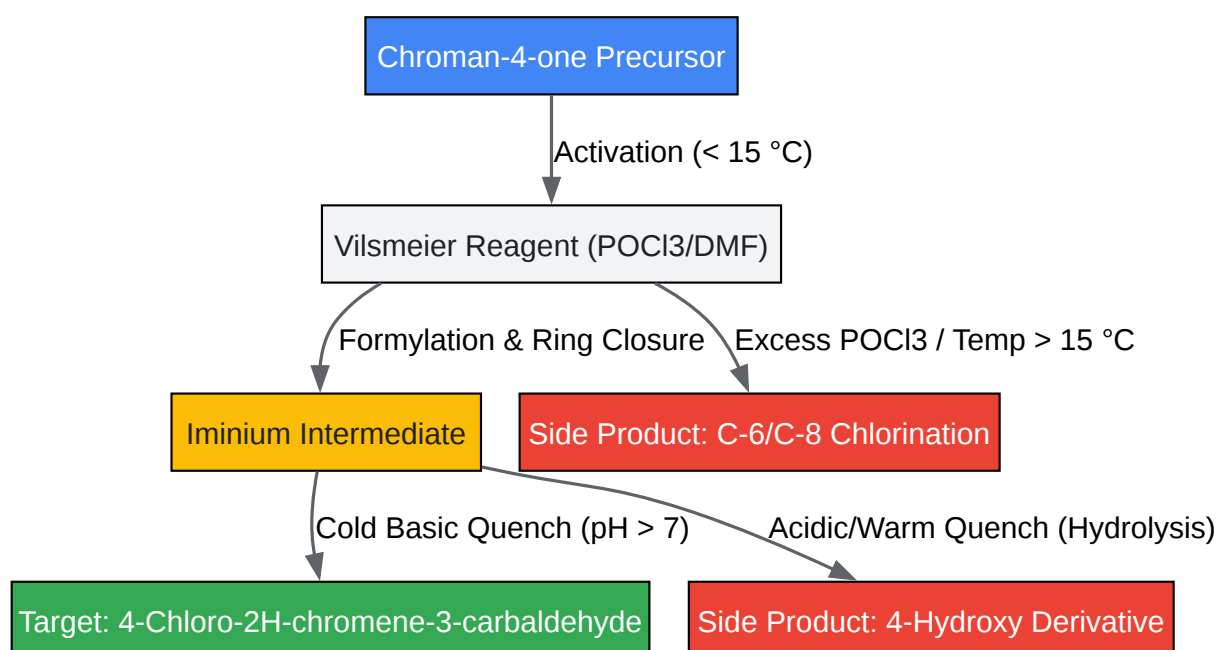 Chroman-4-one Precursor
Activation (< 15 °C)
Vilsmeier Reagent (POCl3/DMF)
Formylation & Ring Closure
Excess POCl3 / Temp > 15 °C
Iminium Intermediate
Side Product: C-6/C-8 Chlorination
Cold Basic Quench (pH > 7)
Acidic/Warm Quench (Hydrolysis)
Target: 4-Chloro-2H-chromene-3-carbaldehyde
Side Product: 4-Hydroxy Derivative